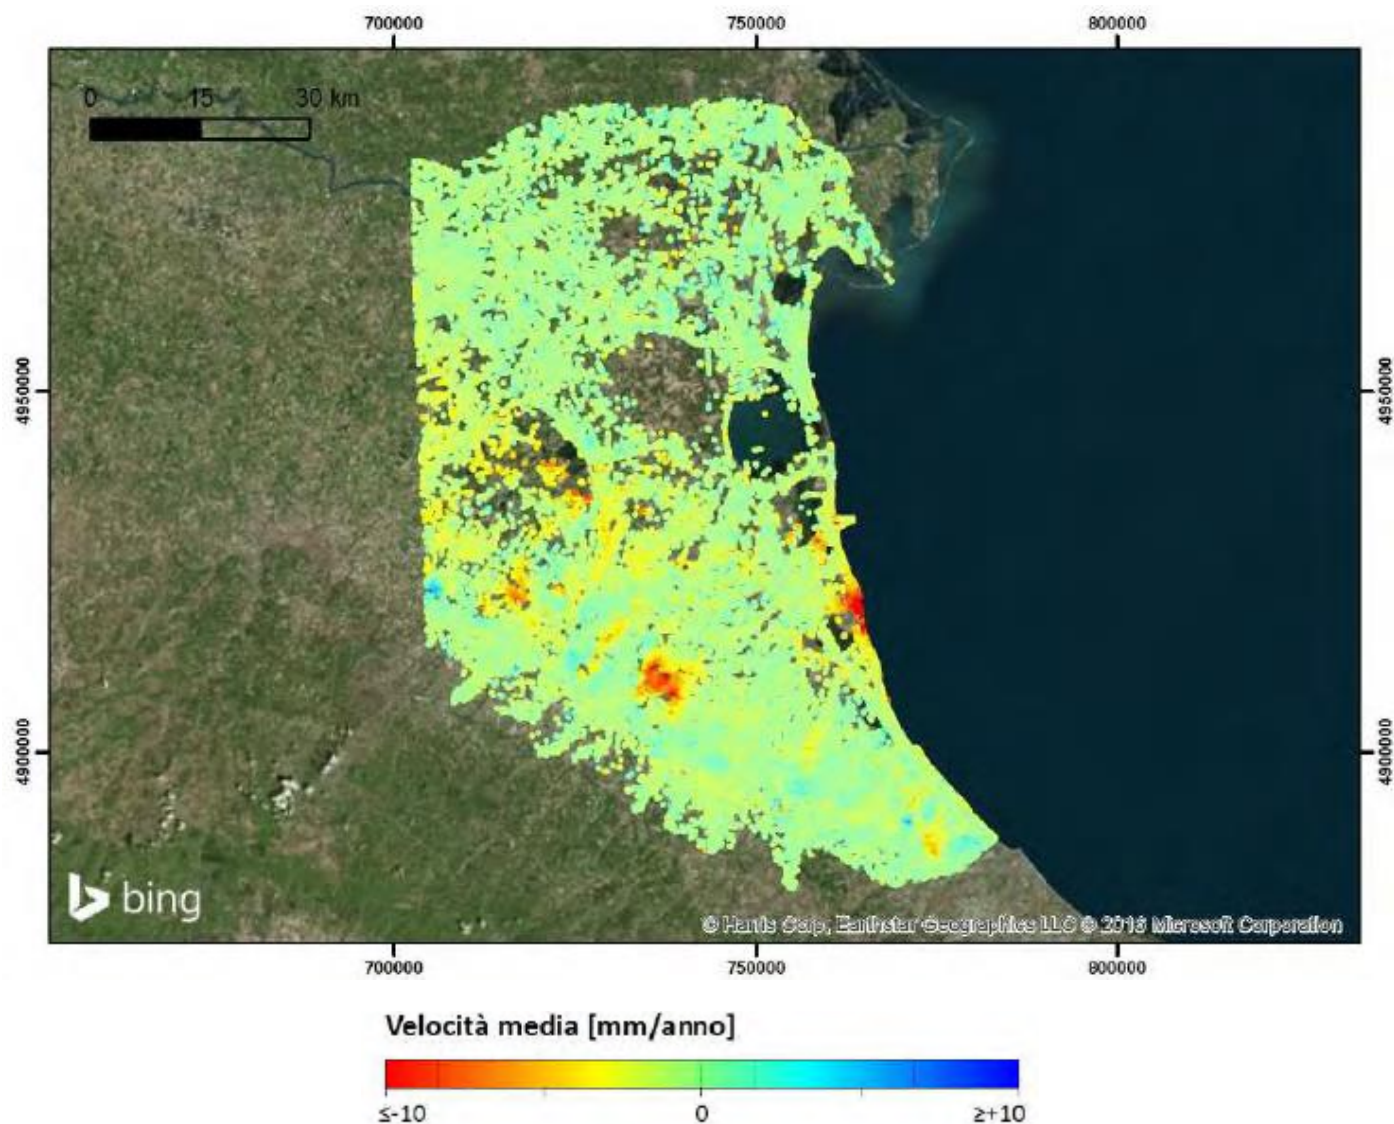 700000 750000 800000
0 15 30 km
4950000 4950000
4900000 4900000
bing
© Harris Corp, Earthstar Geographics LLC © 2016 Microsoft Corporation
700000 750000 800000
Velocità media [mm/anno]
≤-10 0 ≥+10